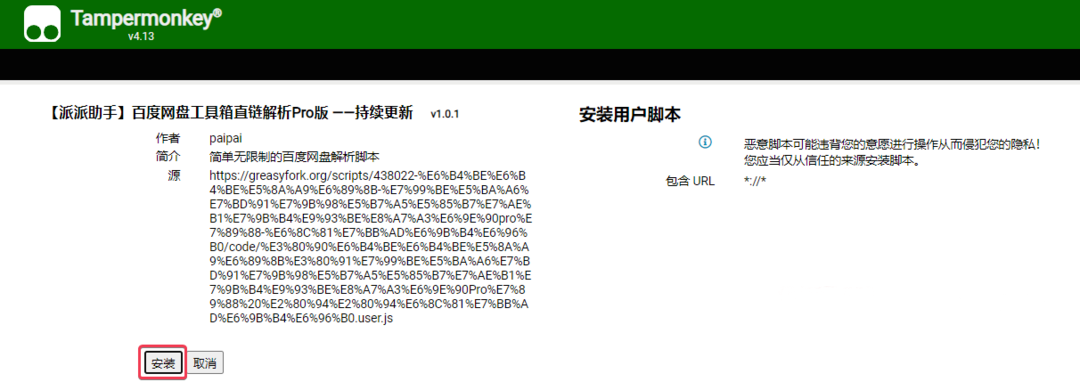 Tampermonkey®
v4.13
【派派助手】百度网盘工具箱直链解析Pro版 ——持续更新 v1.0.1
作者 paipai
简介 简单无限制的百度网盘解析脚本
源 https://greasyfork.org/scripts/438022-%E6%B4%BE%E6%B
4%BE%E5%8A%A9%E6%89%8B-%E7%99%BE%E5%BA%A6%
E7%BD%91%E7%9B%98%E5%B7%A5%E5%85%B7%E7%AE%
B1%E7%9B%B4%E9%93%BE%E8%A7%A3%E6%9E%90pro%E
7%89%88-%E6%8C%81%E7%BB%AD%E6%9B%B4%E6%96%
B0/code/%E3%80%90%E6%B4%BE%E6%B4%BE%E5%8A%A
9%E6%89%8B%E3%80%91%E7%99%BE%E5%BA%A6%E7%B
D%91%E7%9B%98%E5%B7%A5%E5%85%B7%E7%AE%B1%E
7%9B%B4%E9%93%BE%E8%A7%A3%E6%9E%90Pro%E7%8
9%88%20%E2%80%94%E2%80%94%E6%8C%81%E7%BB%A
D%E6%9B%B4%E6%96%B0.user.js
安装 取消
安装用户脚本
恶意脚本可能违背您的意愿进行操作从而侵犯您的隐私！
您应当仅从信任的来源安装脚本。
包含 URL *://*